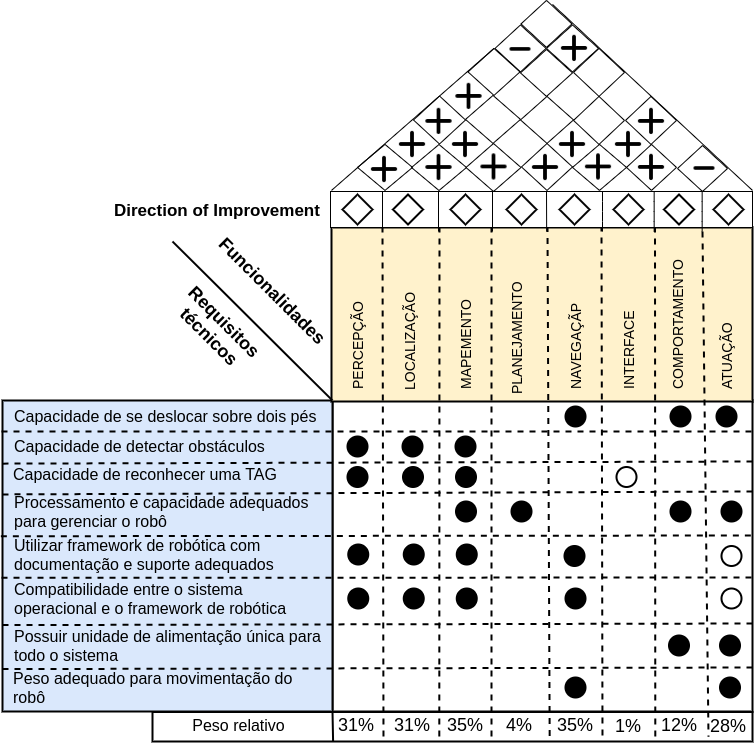 − +
+
+ +
+ + + +
+ + + + + + −
Direction of Improvement
Funcionalidades
Requisitos
técnicos
PERCEPÇÃO
LOCALIZAÇÃO
MAPEMENTO
PLANEJAMENTO
NAVEGAÇÃP
INTERFACE
COMPORTAMENTO
ATUAÇÃO
Capacidade de se deslocar sobre dois pés
Capacidade de detectar obstáculos
Capacidade de reconhecer uma TAG
Processamento e capacidade adequados
para gerenciar o robô
Utilizar framework de robótica com
documentação e suporte adequados
Compatibilidade entre o sistema
operacional e o framework de robótica
Possuir unidade de alimentação única para
todo o sistema
Peso adequado para movimentação do
robô
Peso relativo 31% 31% 35% 4% 35% 1% 12% 28%